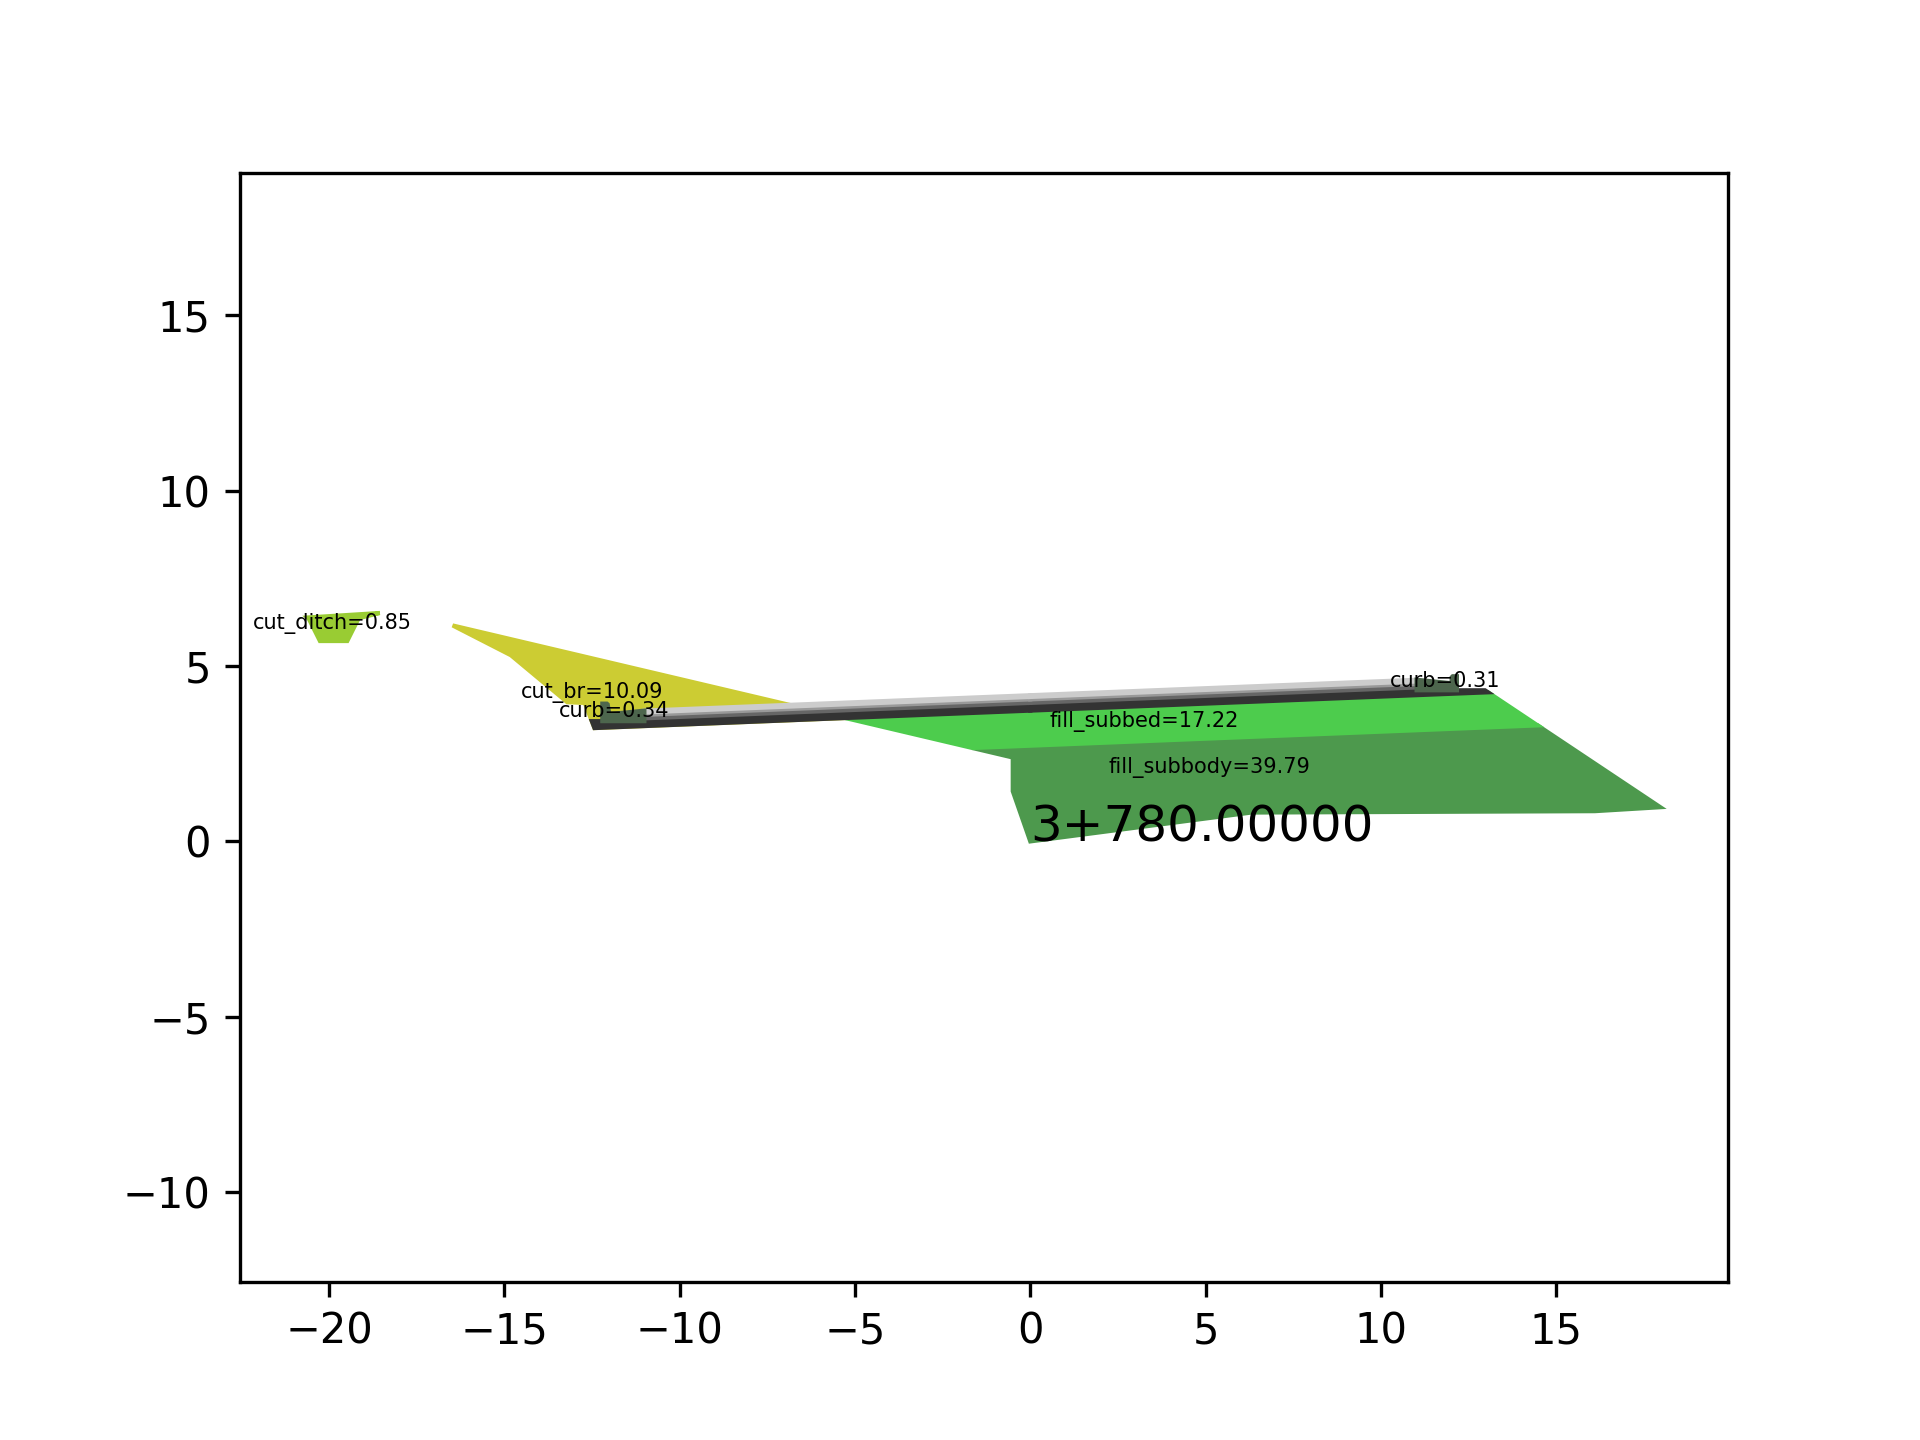 15
10
5
0
−5
−10
cut_ditch=0.85
cut_br=10.09
curb=0.34
curb=0.31
fill_subbed=17.22
fill_subbody=39.79
3+780.00000
−20 −15 −10 −5 0 5 10 15